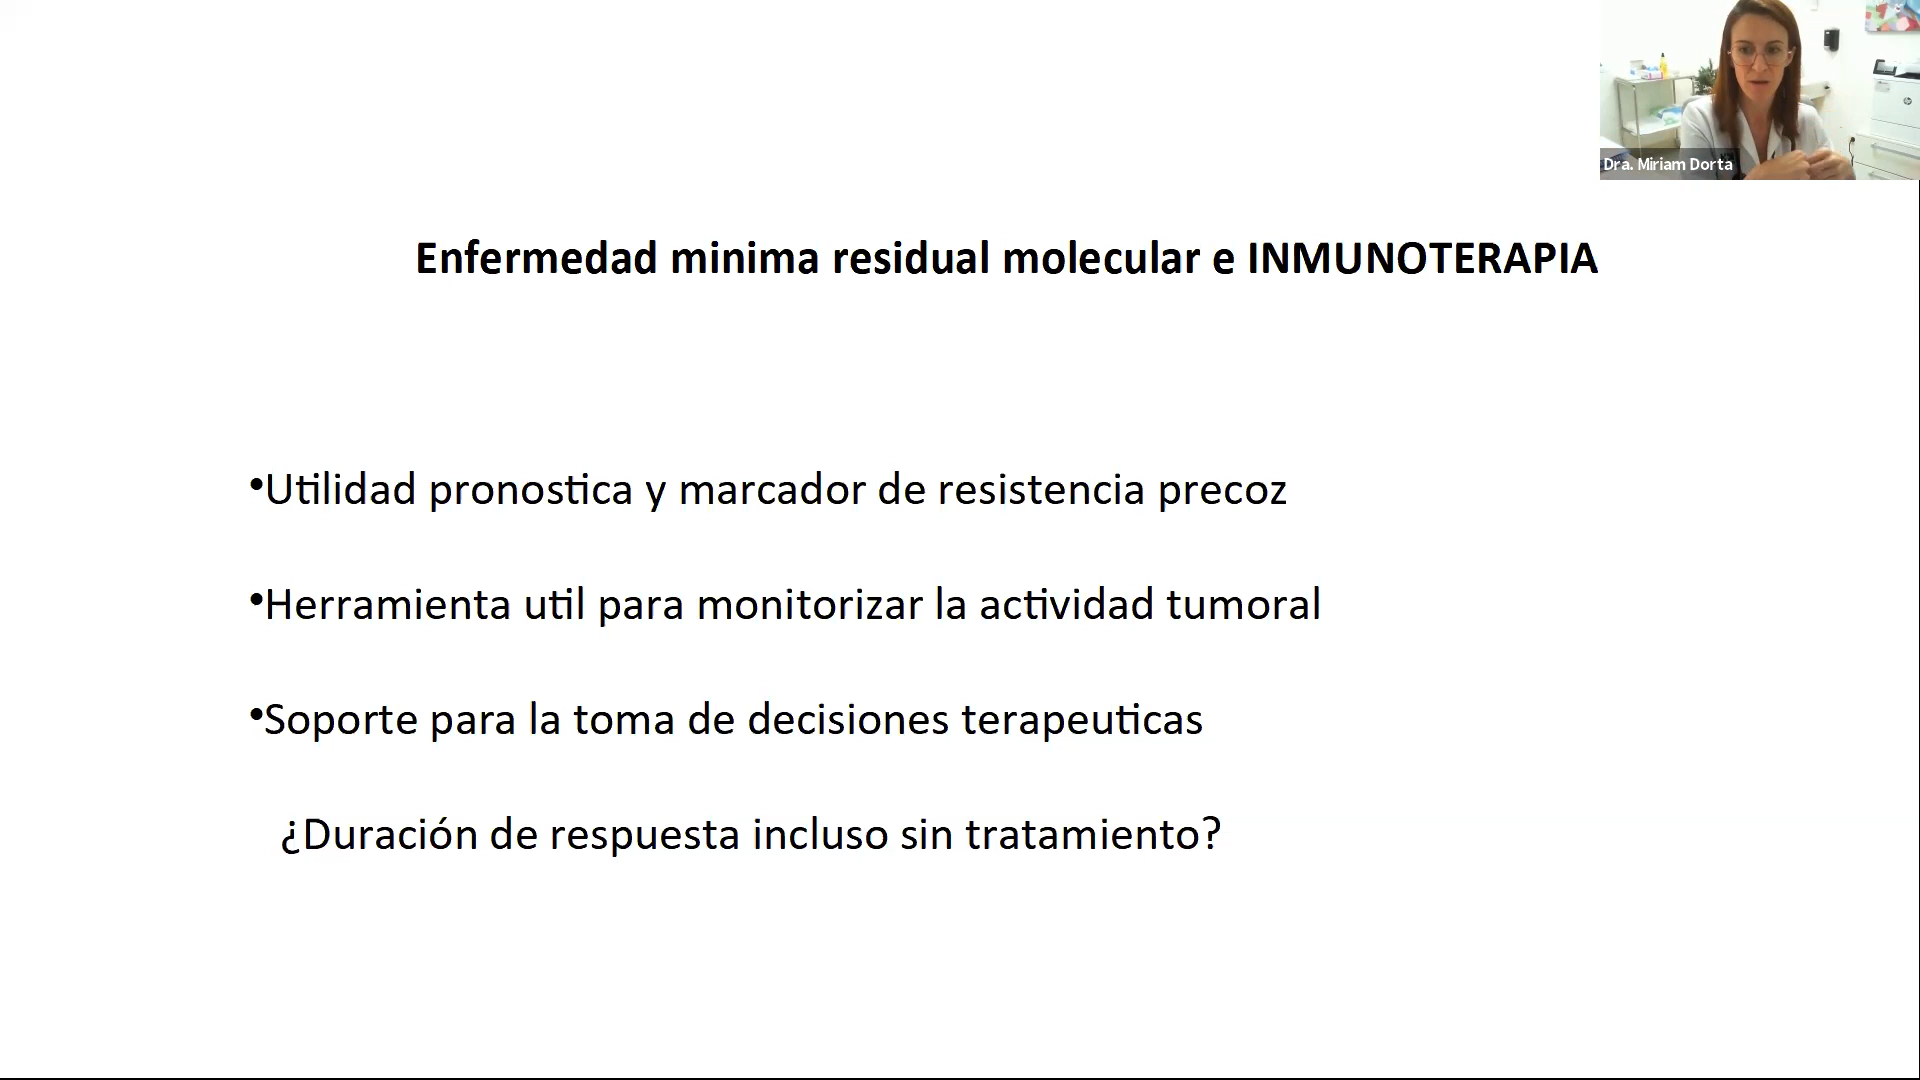 Dra. Miriam Dorta
Enfermedad minima residual molecular e INMUNOTERAPIA
•Utilidad pronostica y marcador de resistencia precoz
•Herramienta util para monitorizar la actividad tumoral
•Soporte para la toma de decisiones terapeuticas
¿Duración de respuesta incluso sin tratamiento?